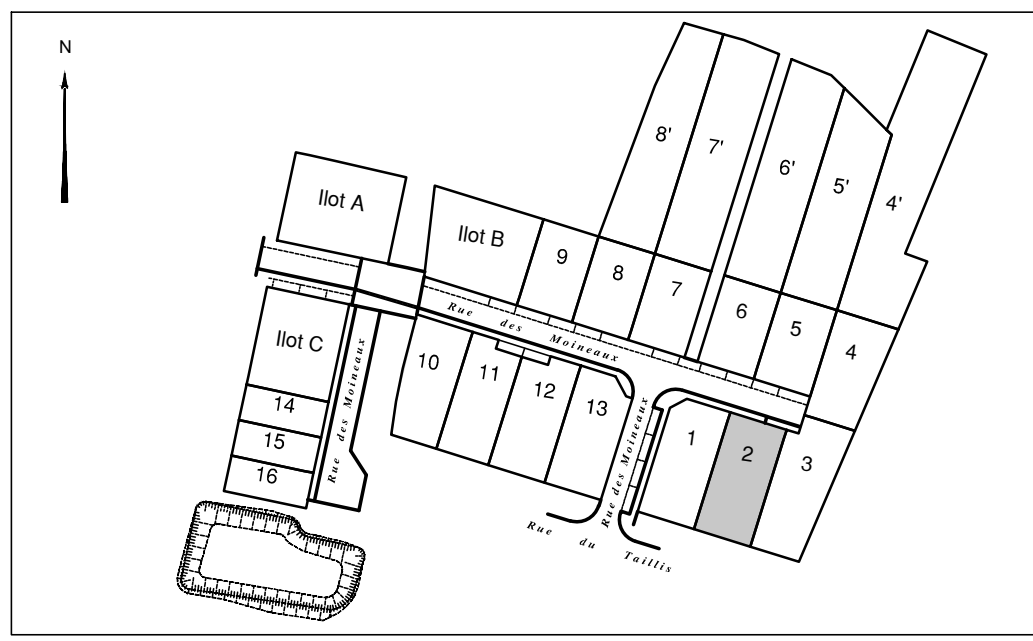 N
8'
7'
6'
5'
4'
Ilot A
Ilot B
9
8
7
6
5
4
Rue des Moineaux
Ilot C
10
11
12
13
1
2
3
14
15
16
Rue des Moineaux
Rue des Moineaux
Rue du Taillis